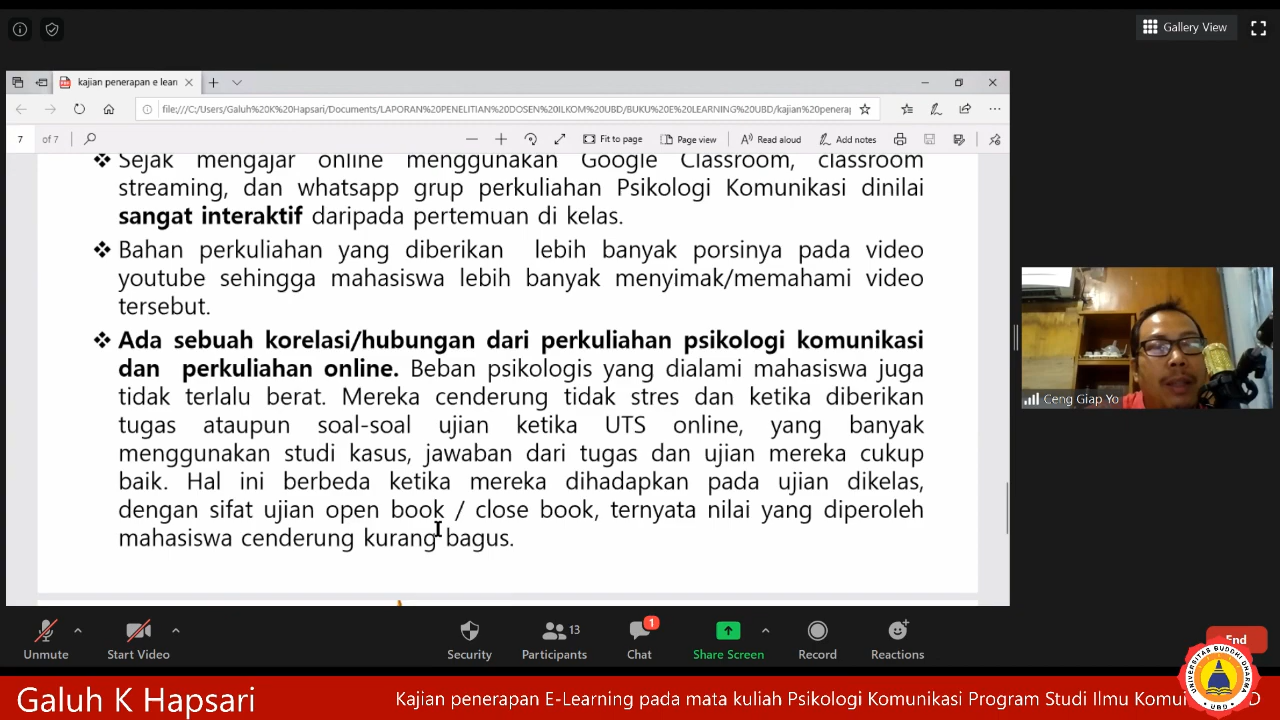 Gallery View
kajian penerapan e lear
file:///C:/Users/Galuh%20K%20Hapsari/Documents/LAPORAN%20PENELITIAN%20DOSEN%20ILKOM%20UBD/BUKU%20E%20LEARNING%20UBD/kajian%20penerap
7 of 7 Fit to page Page view Read aloud Add notes
❖ Sejak mengajar online menggunakan Google Classroom, classroom
streaming, dan whatsapp grup perkuliahan Psikologi Komunikasi dinilai
sangat interaktif daripada pertemuan di kelas.
❖ Bahan perkuliahan yang diberikan lebih banyak porsinya pada video
youtube sehingga mahasiswa lebih banyak menyimak/memahami video
tersebut.
❖ Ada sebuah korelasi/hubungan dari perkuliahan psikologi komunikasi
dan perkuliahan online. Beban psikologis yang dialami mahasiswa juga
tidak terlalu berat. Mereka cenderung tidak stres dan ketika diberikan
tugas ataupun soal-soal ujian ketika UTS online, yang banyak
menggunakan studi kasus, jawaban dari tugas dan ujian mereka cukup
baik. Hal ini berbeda ketika mereka dihadapkan pada ujian dikelas,
dengan sifat ujian open book / close book, ternyata nilai yang diperoleh
mahasiswa cenderung kurang bagus.
Ceng Giap Yo
Unmute Start Video Security Participants 13 Chat 1 Share Screen Record Reactions End
UNIVERSITAS BUDDHI DHARMA
UBD
Galuh K Hapsari
Kajian penerapan E-Learning pada mata kuliah Psikologi Komunikasi Program Studi Ilmu Komu